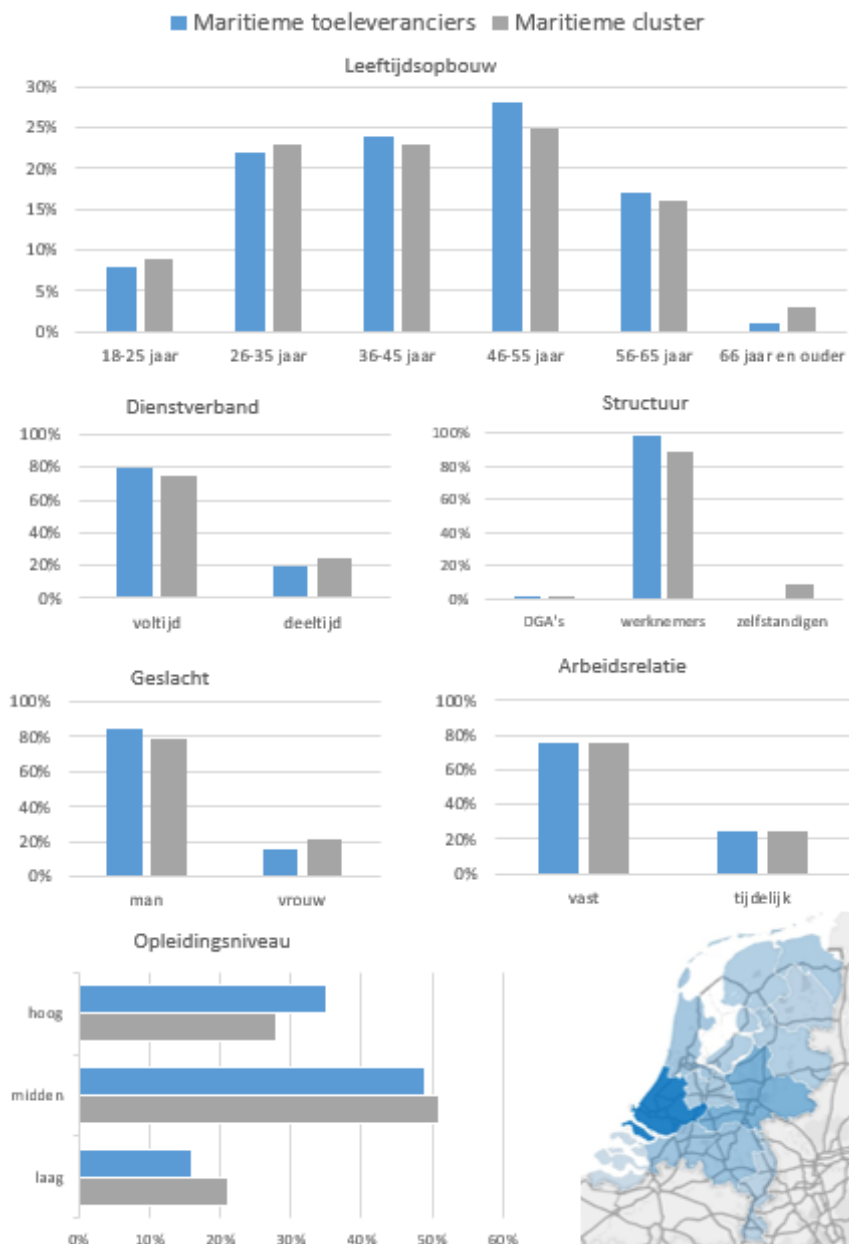 Maritieme toeleveranciers Maritieme cluster
Leeftijdsopbouw
30%
25%
20%
15%
10%
5%
0%
18-25 jaar 26-35 jaar 36-45 jaar 46-55 jaar 56-65 jaar 66 jaar en ouder
Dienstverband
100%
80%
60%
40%
20%
0%
voltijd deeltijd
Structuur
100%
80%
60%
40%
20%
0%
DGA's werknemers zelfstandigen
Geslacht
100%
80%
60%
40%
20%
0%
man vrouw
Arbeidsrelatie
100%
80%
60%
40%
20%
0%
vast tijdelijk
Opleidingsniveau
hoog
midden
laag
0% 10% 20% 30% 40% 50% 60%